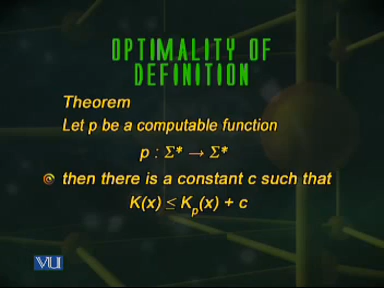 OPTIMALITY OF
DEFINITION
Theorem
Let p be a computable function
p : Σ* → Σ*
then there is a constant c such that
K(x) ≤ Kp(x) + c
VU